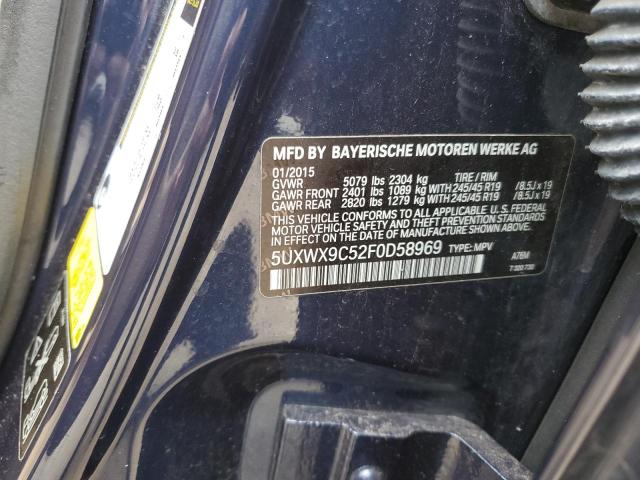 MFD BY BAYERISCHE MOTOREN WERKE AG
01/2015 TIRE / RIM
GVWR 5079 lbs 2304 kg
GAWR FRONT 2401 lbs 1089 kg WITH 245/45 R19 /8.5J x 19
GAWR REAR 2820 lbs 1279 kg WITH 245/45 R19 /8.5J x 19
THIS VEHICLE CONFORMS TO ALL APPLICABLE U.S. FEDERAL
MOTOR VEHICLE SAFETY, BUMPER, AND THEFT PREVENTION
STANDARDS IN EFFECT ON THE DATE OF MANUFACTURE SHOWN ABOVE.
5UXWX9C52F0D58969 TYPE: MPV
A76M